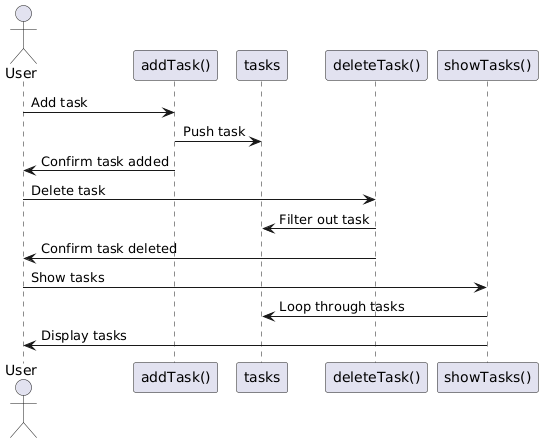 User
addTask()
tasks
deleteTask()
showTasks()
Add task
Push task
Confirm task added
Delete task
Filter out task
Confirm task deleted
Show tasks
Loop through tasks
Display tasks
User
addTask()
tasks
deleteTask()
showTasks()